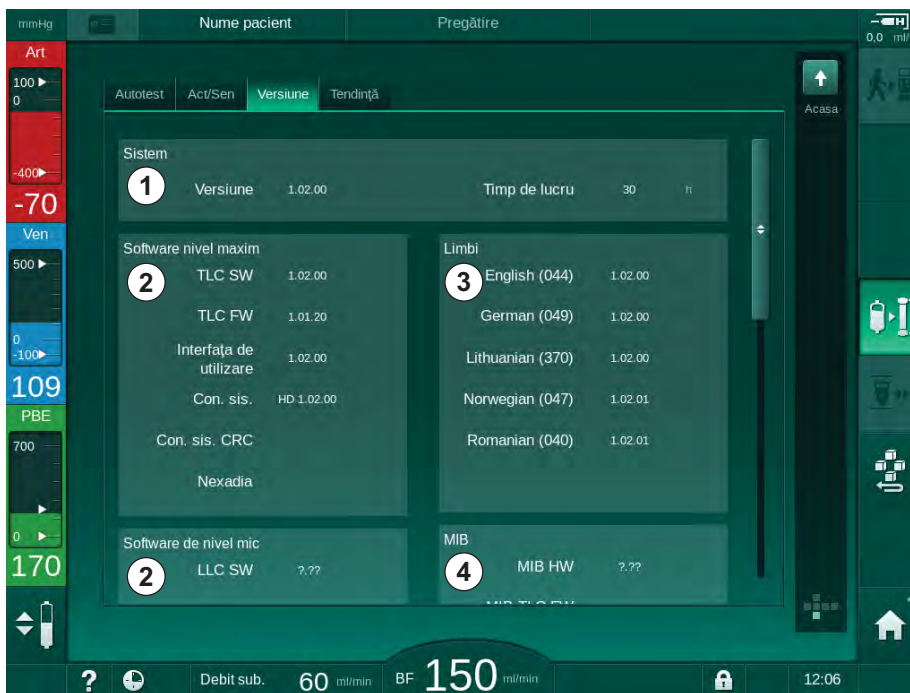 mmHg
Nume pacient
Pregătire
0,0 ml/
Art
100
0
-400
-70
Ven
500
0
-100
109
PBE
700
0
170
Autotest Act/Sen Versiune Tendinţă
Acasa
Sistem
1
Versiune 1.02.00
Timp de lucru 30 h
Software nivel maxim
2
TLC SW 1.02.00
TLC FW 1.01.20
Interfaţa de
utilizare 1.02.00
Con. sis. HD 1.02.00
Con. sis. CRC
Nexadia
Limbi
3
English (044) 1.02.00
German (049) 1.02.00
Lithuanian (370) 1.02.00
Norwegian (047) 1.02.01
Romanian (040) 1.02.01
Software de nivel mic
2
LLC SW ?.??
MIB
4
MIB HW ?.??
MIB TLC FW
? Debit sub. 60 ml/min BF 150 ml/min 12:06